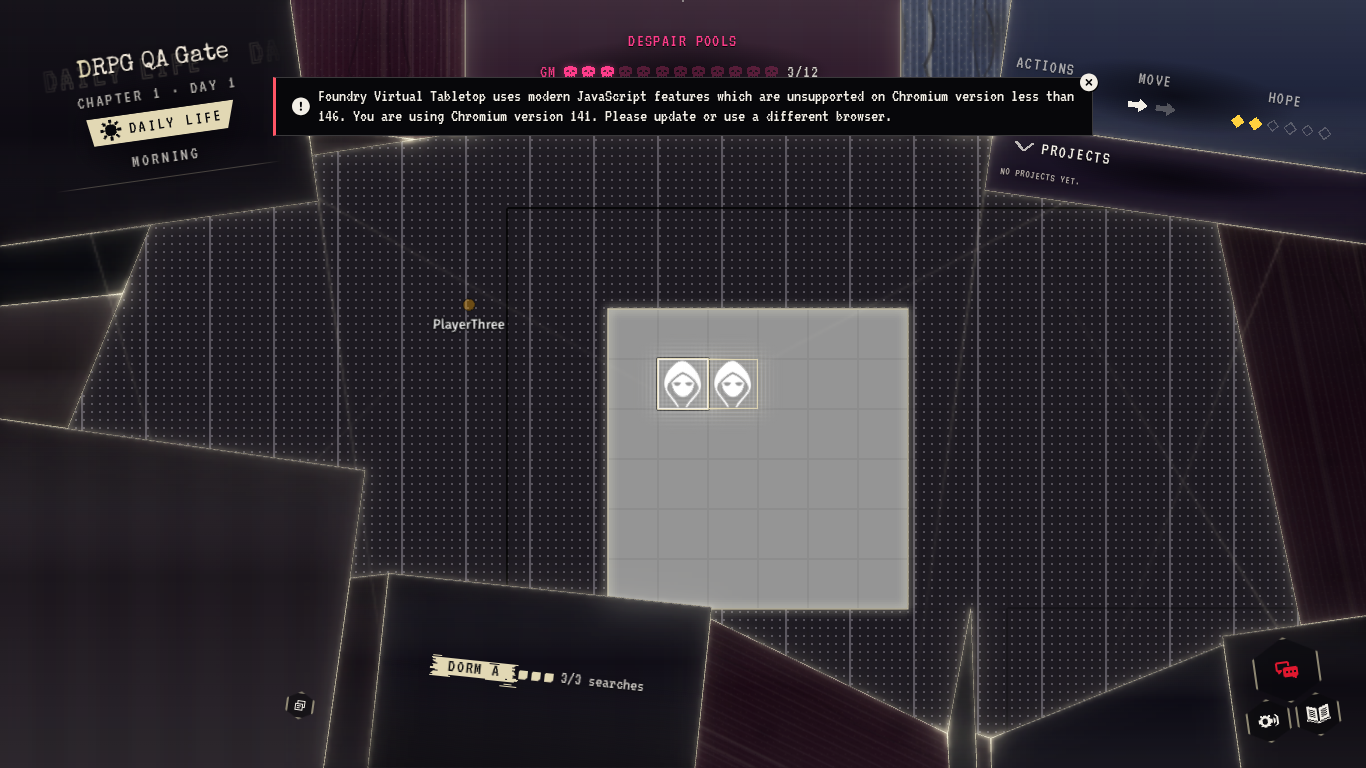 DRPG QA Gate
CHAPTER 1 · DAY 1
DAILY LIFE
MORNING
DESPAIR POOLS
GM 3/12
Foundry Virtual Tabletop uses modern JavaScript features which are unsupported on Chromium version less than
146. You are using Chromium version 141. Please update or use a different browser.
ACTIONS
MOVE
HOPE
PROJECTS
NO PROJECTS YET.
PlayerThree
DORM A
3/3 searches